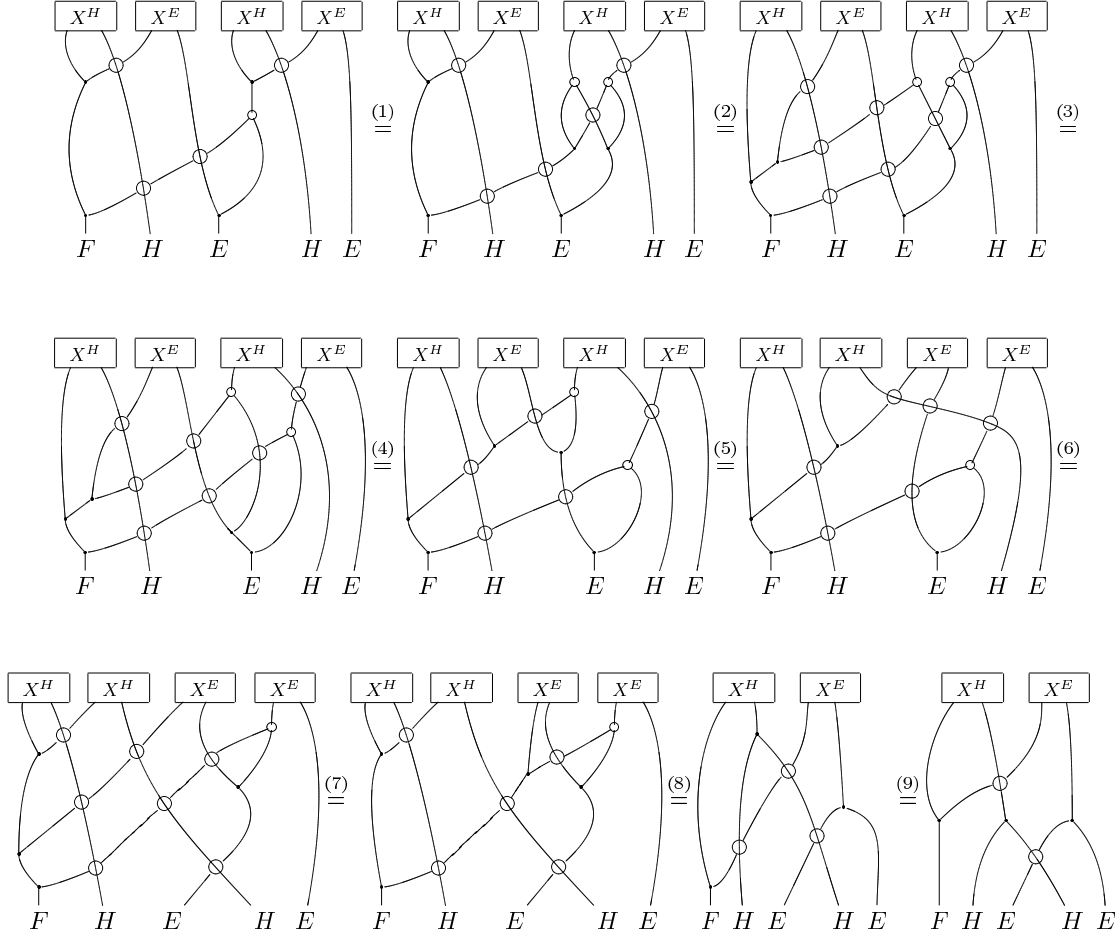 X^H X^E X^H X^E X^H X^E X^H X^E X^H X^E X^H X^E
(1) = (2) = (3) =
F H E H E F H E H E F H E H E
X^H X^E X^H X^E X^H X^E X^H X^E X^H X^H X^E X^E
(4) = (5) = (6) =
F H E H E F H E H E F H E H E
X^H X^H X^E X^E X^H X^H X^E X^E X^H X^E X^H X^E
(7) = (8) = (9) =
F H E H E F H E H E F H E H E F H E H E